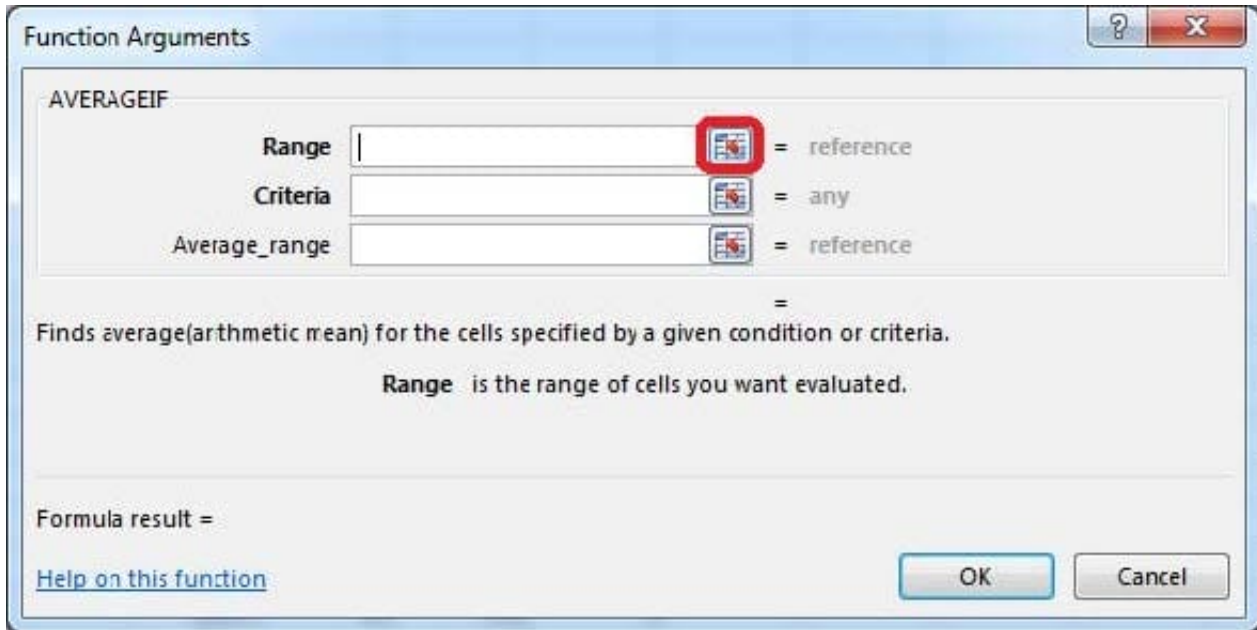 Function Arguments
AVERAGEIF
Range = reference
Criteria = any
Average_range = reference
=
Finds average(arithmetic mean) for the cells specified by a given condition or criteria.
Range is the range of cells you want evaluated.
Formula result =
Help on this function
OK Cancel